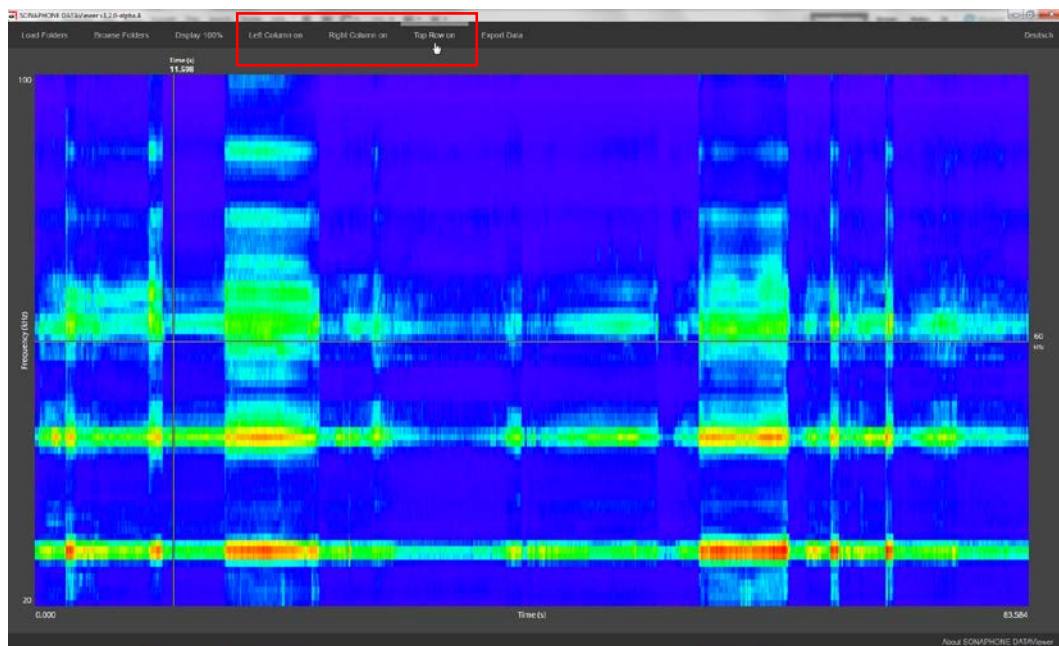 SONAPHONE DATAViewer v1.2.0-alpha.4
Load Folders Browse Folders Display 100% Left Column on Right Column on Top Row on Export Data Deutsch
Time (s)
11.598
100
Frequency (kHz)
60
kHz
20
0.000 Time (s) 83.584
About SONAPHONE DATAViewer